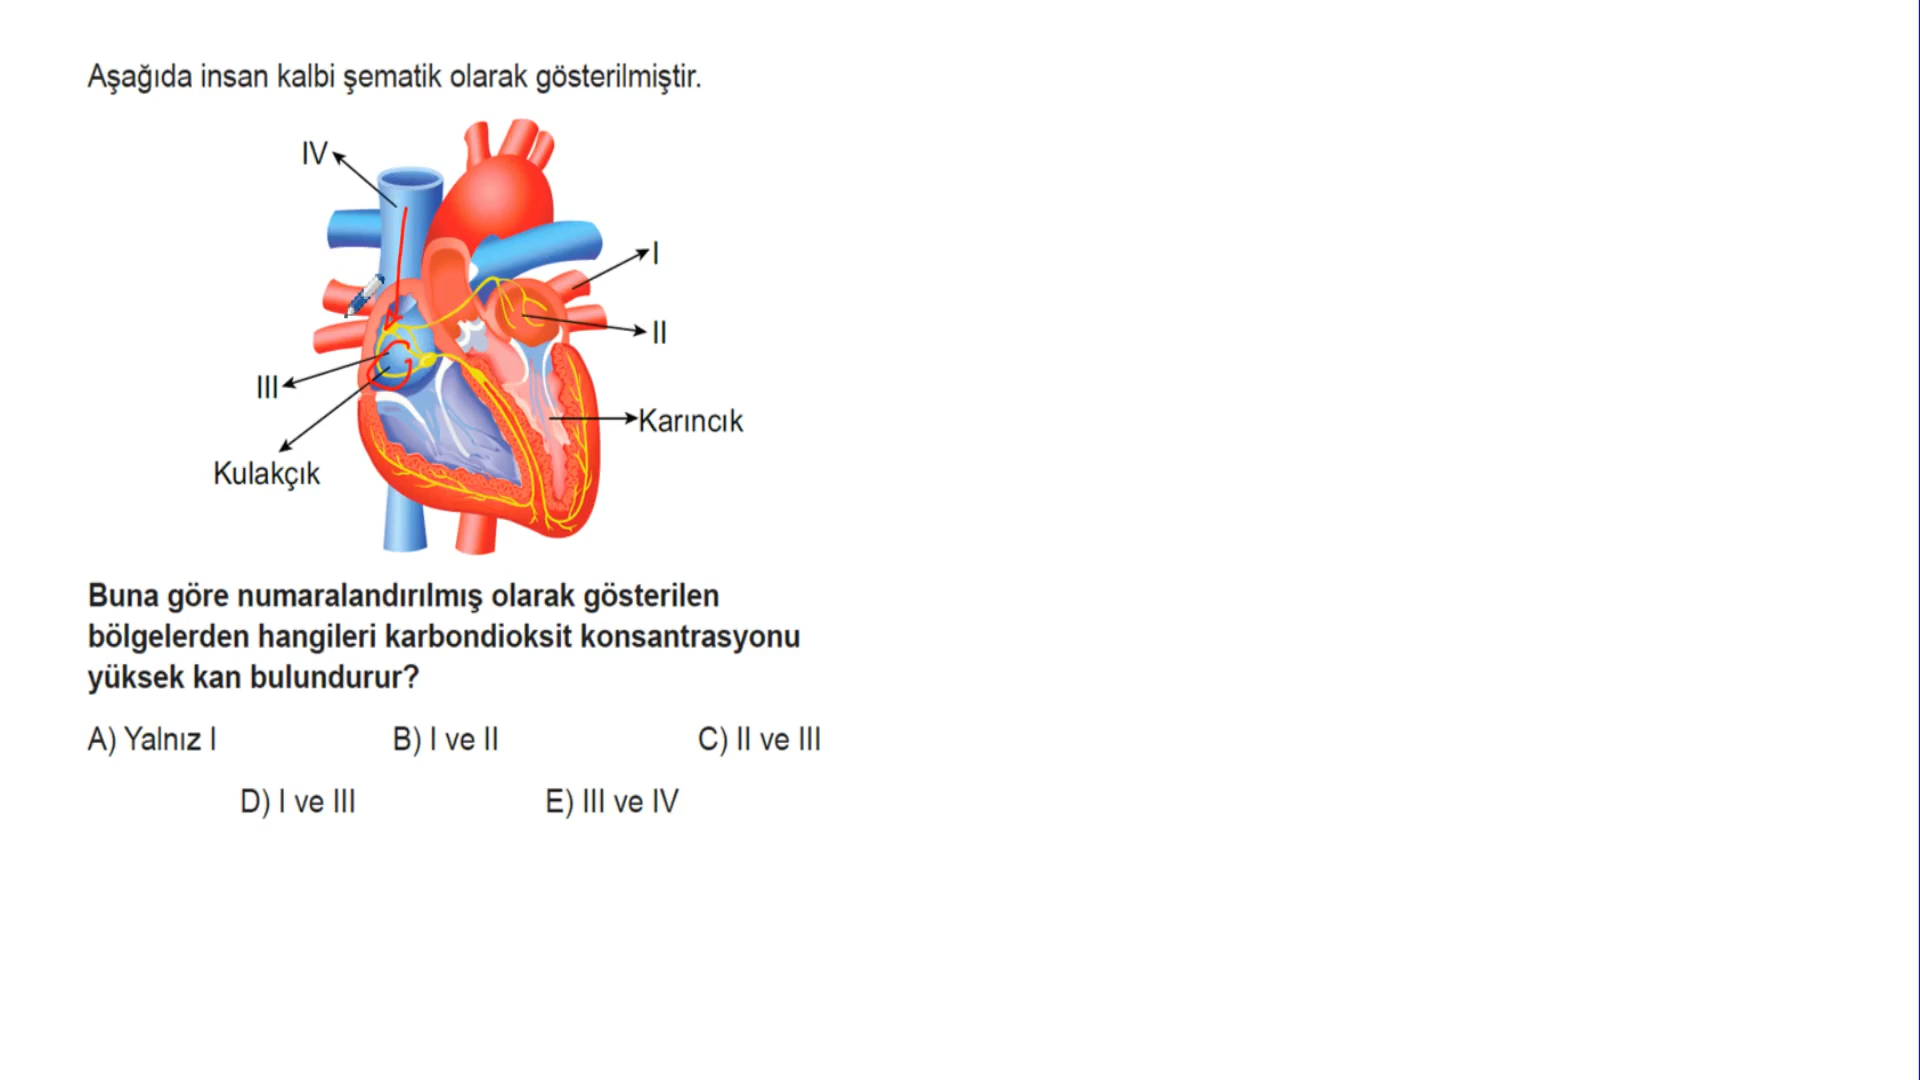 Aşağıda insan kalbi şematik olarak gösterilmiştir.
IV
I
II
III
Karıncık
Kulakçık
Buna göre numaralandırılmış olarak gösterilen
bölgelerden hangileri karbondioksit konsantrasyonu
yüksek kan bulundurur?
A) Yalnız I B) I ve II C) II ve III
D) I ve III E) III ve IV